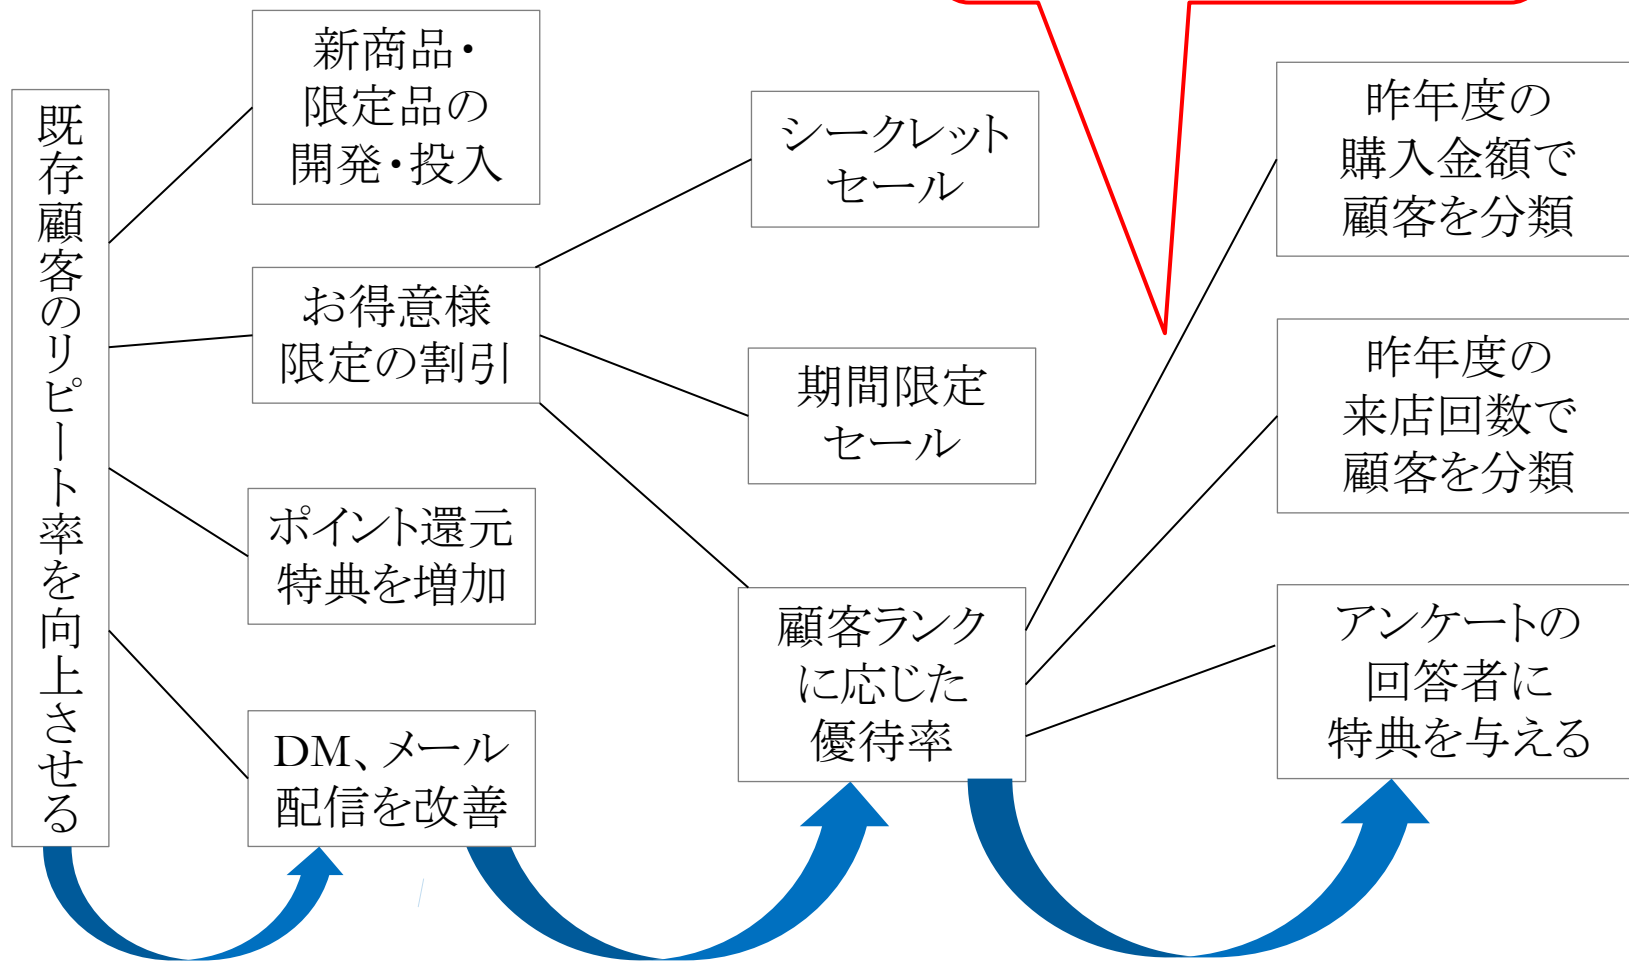 既存顧客のリピート率を向上させる
新商品・
限定品の
開発・投入
お得意様
限定の割引
ポイント還元
特典を増加
DM、メール
配信を改善
シークレット
セール
期間限定
セール
顧客ランク
に応じた
優待率
昨年度の
購入金額で
顧客を分類
昨年度の
来店回数で
顧客を分類
アンケートの
回答者に
特典を与える